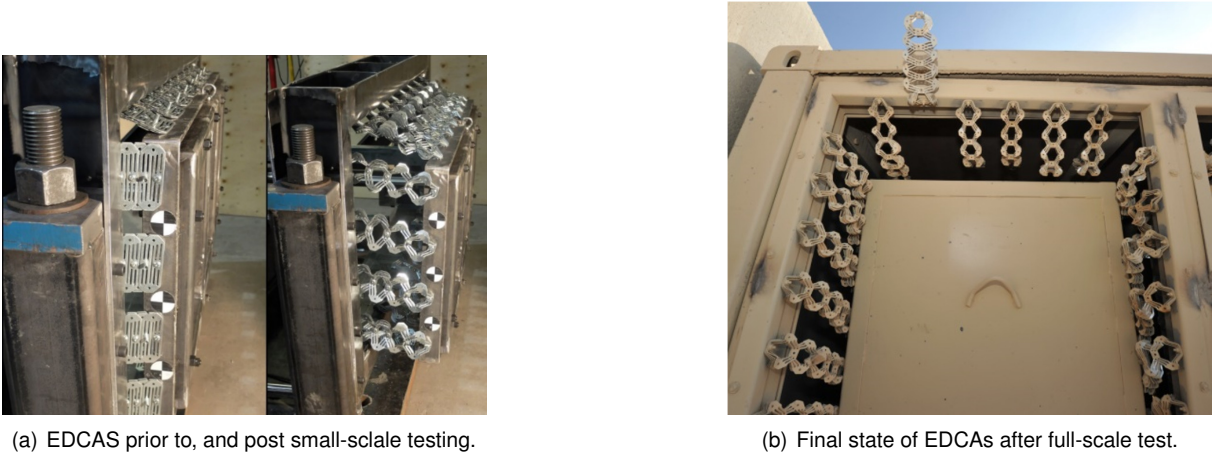 (a) EDCAS prior to, and post small-sclale testing.
(b) Final state of EDCAs after full-scale test.